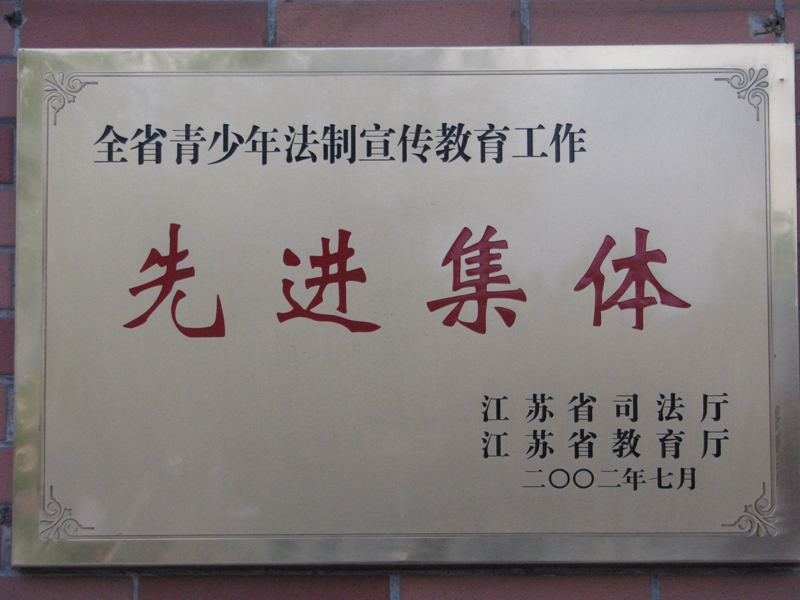 全省青少年法制宣传教育工作
先进集体
江苏省司法厅
江苏省教育厅
二〇〇二年七月